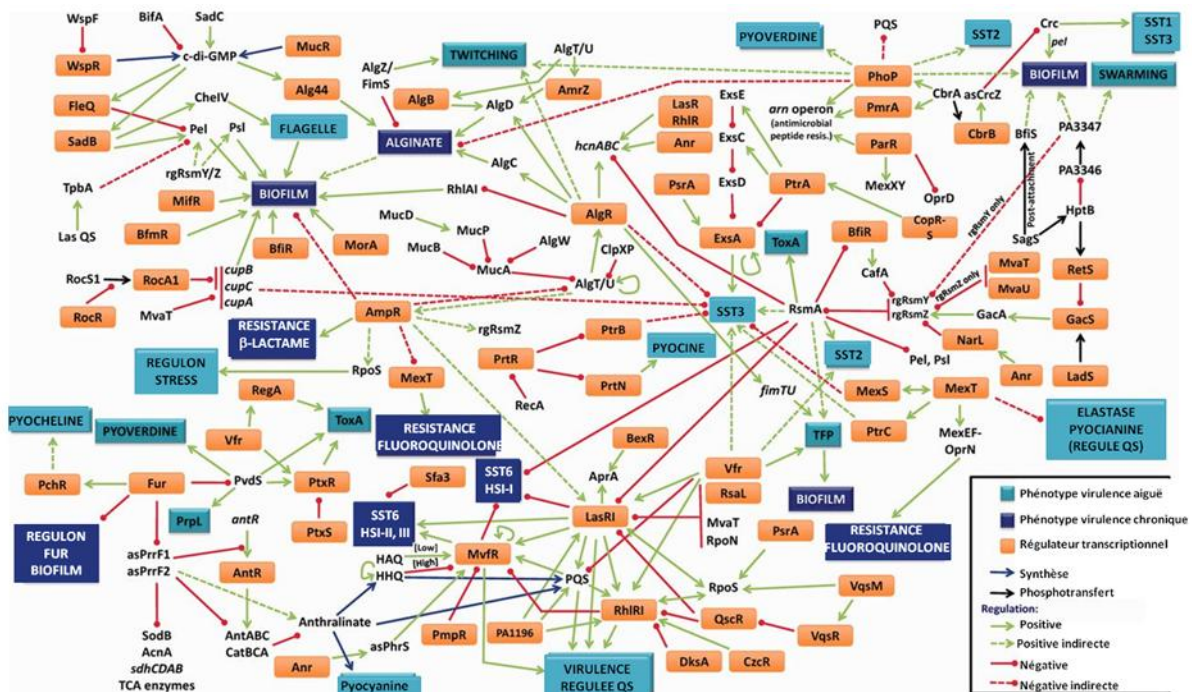 WspF
BifA
SadC
WspR
c-di-GMP
MucR
FleQ
Alg44
SadB
CheIV
Pel
Psl
FLAGELLE
rgRsmY/Z
TpbA
MifR
BIOFILM
Las QS
BfmR
BfiR
MorA
RocS1
RocA1
cupB
cupC
cupA
RocR
MvaT
TWITCHING
AlgT/U
AlgZ/
FimS
AlgB
AlgD
AmrZ
ALGINATE
AlgC
RhlAI
AlgR
MucD
MucP
MucB
AlgW
MucA
ClpXP
AlgT/U
AmpR
RESISTANCE
β-LACTAME
rgRsmZ
REGULON
STRESS
RpoS
MexT
RESISTANCE
FLUOROQUINOLONE
PtrB
PrtR
PrtN
PYOCINE
RecA
PYOVERDINE
PQS
SST2
Crc
pel
SST1
SST3
PhoP
BIOFILM
SWARMING
LasR
RhlR
ExsE
arn operon
(antimicrobial
peptide resis.)
PmrA
CbrA
asCrcZ
CbrB
BfiS
PA3347
hcnABC
Anr
ExsC
ParR
PA3346
PsrA
ExsD
PtrA
MexXY
OprD
Post-attachment
HptB
CopR-
S
SagS
rgRsmY only
ExsA
ToxA
BfiR
CafA
RetS
SST3
RsmA
rgRsmY
rgRsmZ
rgRsmZ only
MvaT
MvaU
GacA
GacS
SST2
Pel, Psl
NarL
Anr
LadS
fimTU
MexS
MexT
PtrC
MexEF-
OprN
ELASTASE
PYOCIANINE
(REGULE QS)
TFP
BIOFILM
RESISTANCE
FLUOROQUINOLONE
PYOCHELINE
PYOVERDINE
RegA
ToxA
Vfr
PchR
Fur
PvdS
PtxR
PrpL
PtxS
REGULON
FUR
BIOFILM
antR
asPrrF1
asPrrF2
AntR
SodB
AcnA
sdhCDAB
TCA enzymes
AntABC
CatBCA
Anthralinate
Anr
asPhrS
Pyocyanine
Sfa3
SST6
HSI-I
SST6
HSI-II, III
BexR
AprA
Vfr
RsaL
LasRI
MvaT
RpoN
PsrA
HAQ
[Low]
[High]
HHQ
MvfR
PQS
RpoS
VqsM
RhlRI
QscR
VqsR
PmpR
PA1196
DksA
CzcR
VIRULENCE
REGULEE QS
Phénotype virulence aiguë
Phénotype virulence chronique
Régulateur transcriptionnel
Synthèse
Phosphotransfert
Regulation:
Positive
Positive indirecte
Négative
Négative indirecte